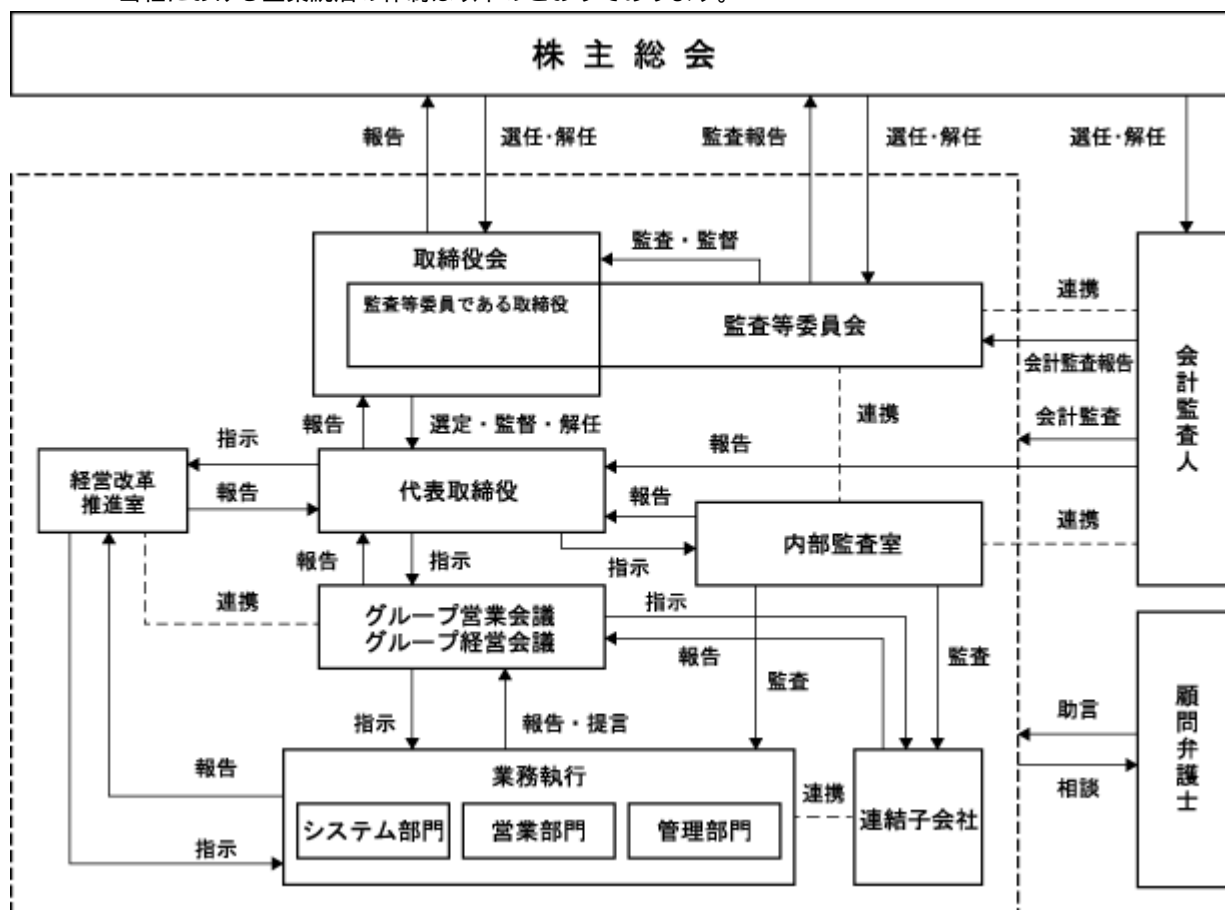 株主総会
報告
選任・解任
監査報告
選任・解任
選任・解任
取締役会
監査・監督
監査等委員である取締役
監査等委員会
連携
会計監査報告
会計監査人
報告
選定・監督・解任
連携
会計監査
指示
報告
経営改革
推進室
報告
代表取締役
報告
内部監査室
連携
報告
指示
指示
連携
グループ営業会議
グループ経営会議
指示
報告
監査
監査
指示
報告・提言
助言
相談
顧問弁護士
報告
業務執行
システム部門
営業部門
管理部門
連携
連結子会社
指示